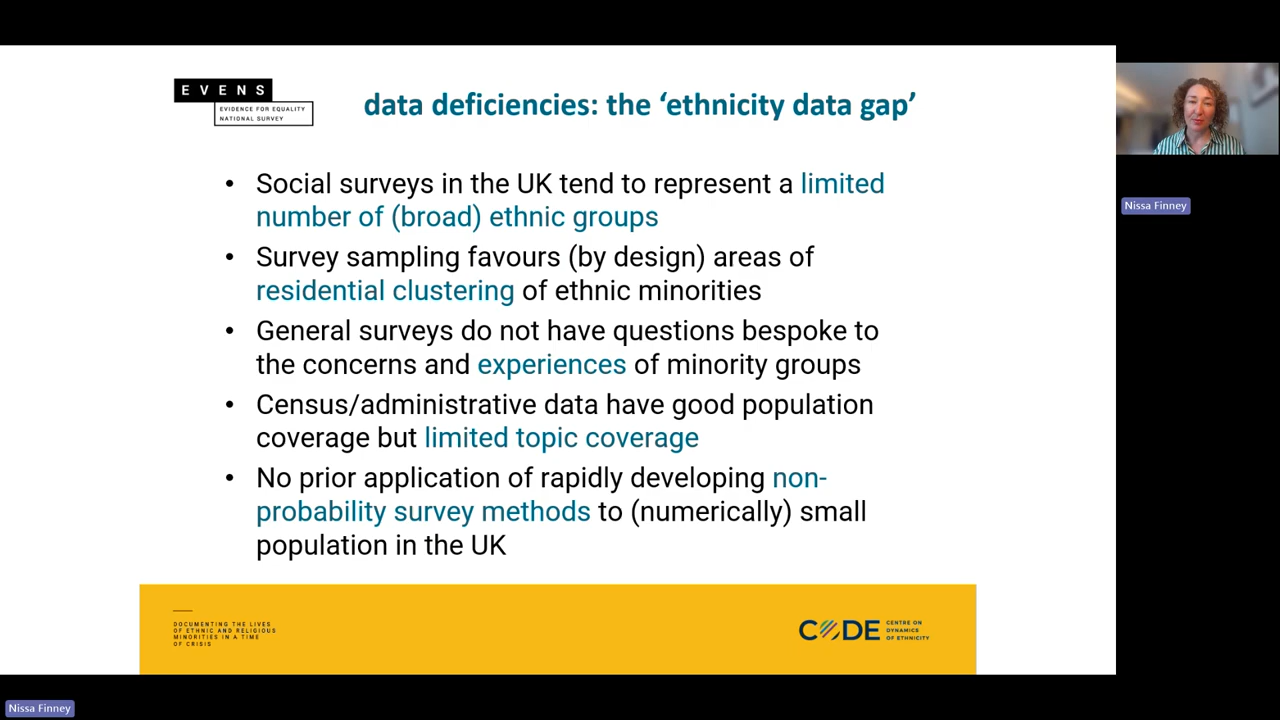 EVENS
EVIDENCE FOR EQUALITY
NATIONAL SURVEY
data deficiencies: the ‘ethnicity data gap’
• Social surveys in the UK tend to represent a limited
number of (broad) ethnic groups
• Survey sampling favours (by design) areas of
residential clustering of ethnic minorities
• General surveys do not have questions bespoke to
the concerns and experiences of minority groups
• Census/administrative data have good population
coverage but limited topic coverage
• No prior application of rapidly developing non-
probability survey methods to (numerically) small
population in the UK
DOCUMENTING THE LIVES
OF ETHNIC AND RELIGIOUS
MINORITIES IN A TIME
OF CRISIS
CODE
CENTRE ON
DYNAMICS
OF ETHNICITY
Nissa Finney
Nissa Finney